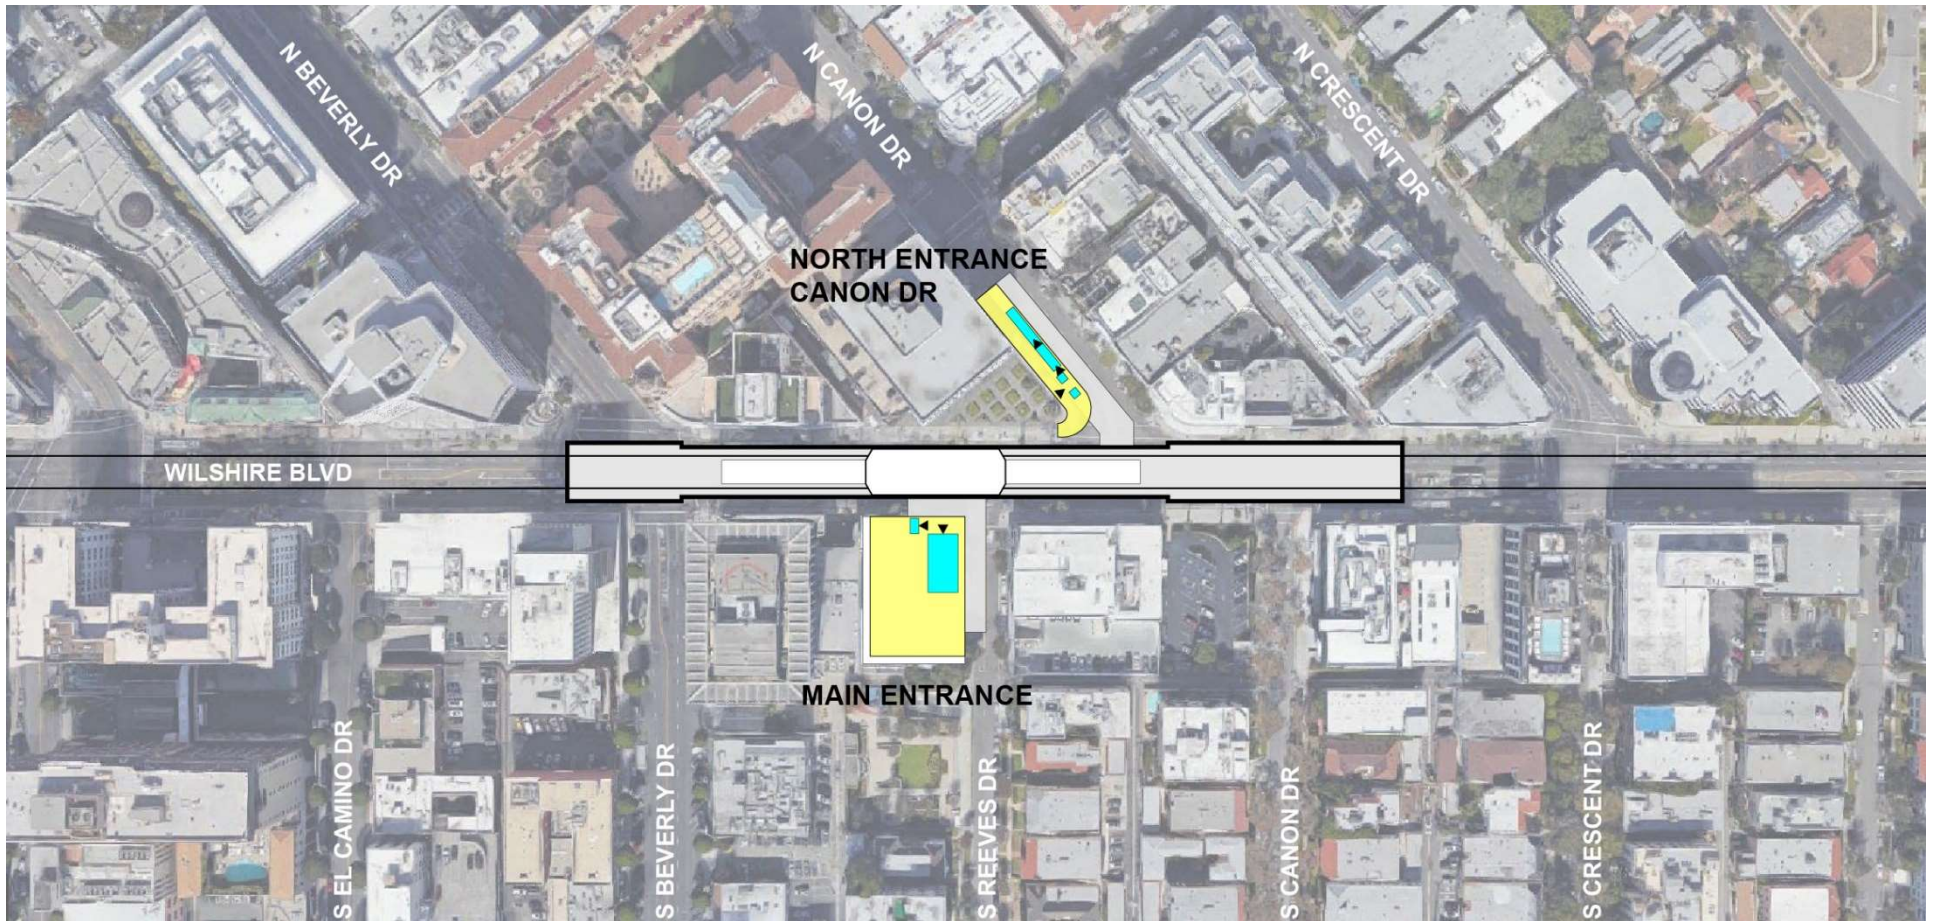 N BEVERLY DR
N CANON DR
N CRESCENT DR
NORTH ENTRANCE
CANON DR
WILSHIRE BLVD
MAIN ENTRANCE
S EL CAMINO DR
S BEVERLY DR
S REEVES DR
S CANON DR
S CRESCENT DR